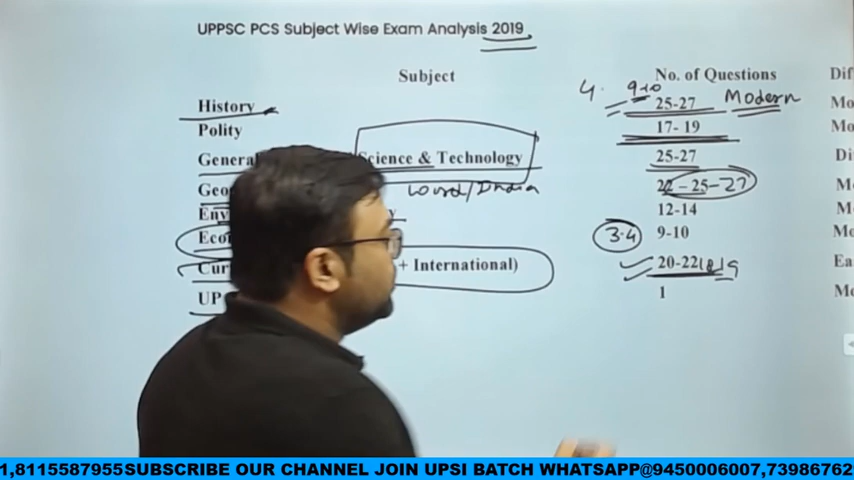 UPPSC PCS Subject Wise Exam Analysis 2019
Subject No. of Questions Dif
4. 9-10
History 25-27 Modern Mo
Polity 17- 19 Mo
General Science & Technology 25-27 Di
Geo 22 - 25 - 27 M
World/India
Env y 12-14 M
Eco 3-4 9-10 Mo
Cur + International) 20-22 18/19 Ea
UP 1 Mo
1,8115587955 SUBSCRIBE OUR CHANNEL JOIN UPSI BATCH WHATSAPP@9450006007,73986762